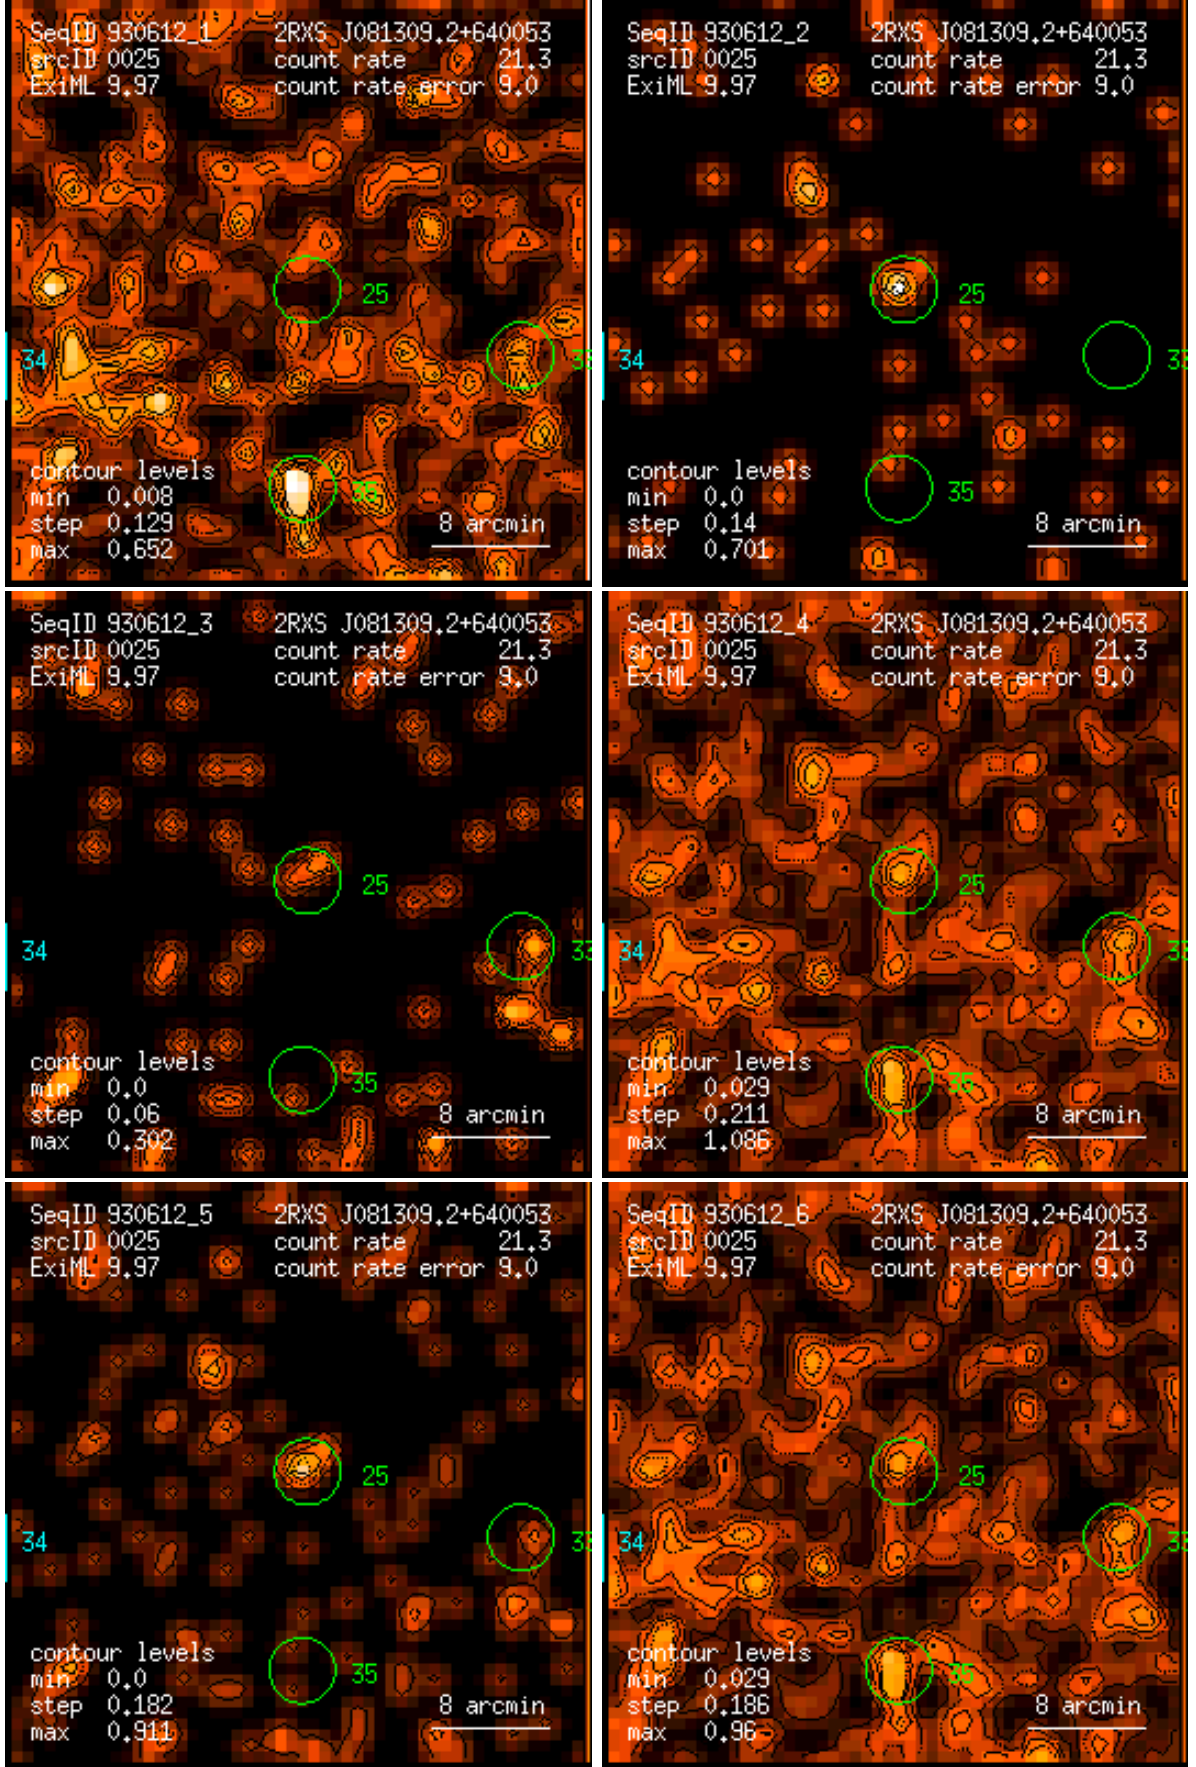 SeqID 930612_1 2RXS J081309.2+640053
srcID 0025 count rate 21.3
ExiML 9.97 count rate error 9.0
25
34
33
35
contour levels
min 0.008
step 0.129
max 0.652
8 arcmin
SeqID 930612_2 2RXS J081309.2+640053
srcID 0025 count rate 21.3
ExiML 9.97 count rate error 9.0
25
34
33
35
contour levels
min 0.0
step 0.14
max 0.701
8 arcmin
SeqID 930612_3 2RXS J081309.2+640053
srcID 0025 count rate 21.3
ExiML 9.97 count rate error 9.0
25
34
33
35
contour levels
min 0.0
step 0.06
max 0.302
8 arcmin
SeqID 930612_4 2RXS J081309.2+640053
srcID 0025 count rate 21.3
ExiML 9.97 count rate error 9.0
25
34
33
35
contour levels
min 0.029
step 0.211
max 1.086
8 arcmin
SeqID 930612_5 2RXS J081309.2+640053
srcID 0025 count rate 21.3
ExiML 9.97 count rate error 9.0
25
34
33
35
contour levels
min 0.0
step 0.182
max 0.911
8 arcmin
SeqID 930612_6 2RXS J081309.2+640053
srcID 0025 count rate 21.3
ExiML 9.97 count rate error 9.0
25
34
33
35
contour levels
min 0.029
step 0.186
max 0.96
8 arcmin